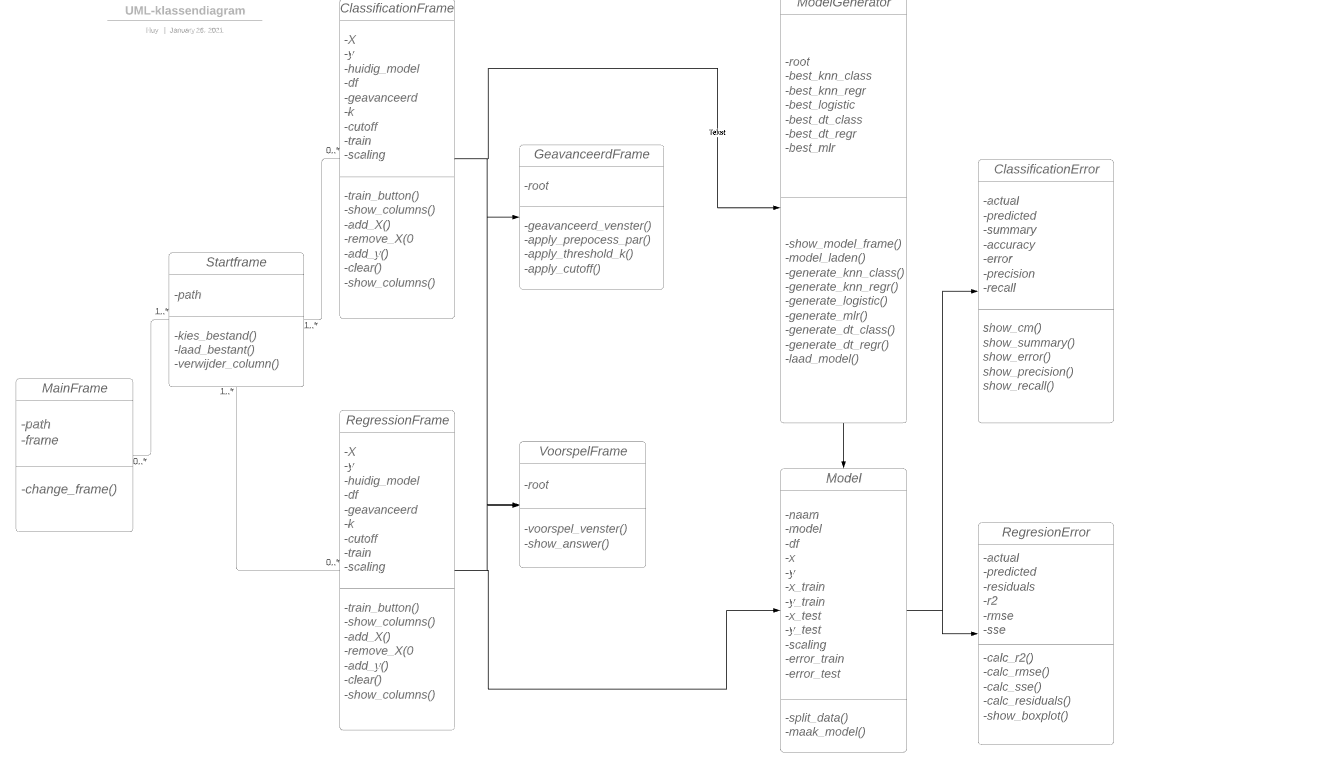 UML-klassendiagram
Huy | January 26, 2021
ClassificationFrame
-X
-y
-huidig_model
-df
-geavanceerd
-k
-cutoff
-train
-scaling
-train_button()
-show_columns()
-add_X()
-remove_X(0
-add_y()
-clear()
-show_columns()
ModelGenerator
-root
-best_knn_class
-best_knn_regr
-best_logistic
-best_dt_class
-best_dt_regr
-best_mlr
-show_model_frame()
-model_laden()
-generate_knn_class()
-generate_knn_regr()
-generate_logistic()
-generate_mlr()
-generate_dt_class()
-generate_dt_regr()
-laad_model()
Tekst
GeavanceerdFrame
-root
-geavanceerd_venster()
-apply_prepocess_par()
-apply_threshold_k()
-apply_cutoff()
ClassificationError
-actual
-predicted
-summary
-accuracy
-error
-precision
-recall
show_cm()
show_summary()
show_error()
show_precision()
show_recall()
0..*
Startframe
-path
-kies_bestand()
-laad_bestant()
-verwijder_column()
1..*
1..*
1..*
MainFrame
-path
-frame
-change_frame()
0..*
RegressionFrame
-X
-y
-huidig_model
-df
-geavanceerd
-k
-cutoff
-train
-scaling
-train_button()
-show_columns()
-add_X()
-remove_X(0
-add_y()
-clear()
-show_columns()
0..*
VoorspelFrame
-root
-voorspel_venster()
-show_answer()
Model
-naam
-model
-df
-x
-y
-x_train
-y_train
-x_test
-y_test
-scaling
-error_train
-error_test
-split_data()
-maak_model()
RegresionError
-actual
-predicted
-residuals
-r2
-rmse
-sse
-calc_r2()
-calc_rmse()
-calc_sse()
-calc_residuals()
-show_boxplot()